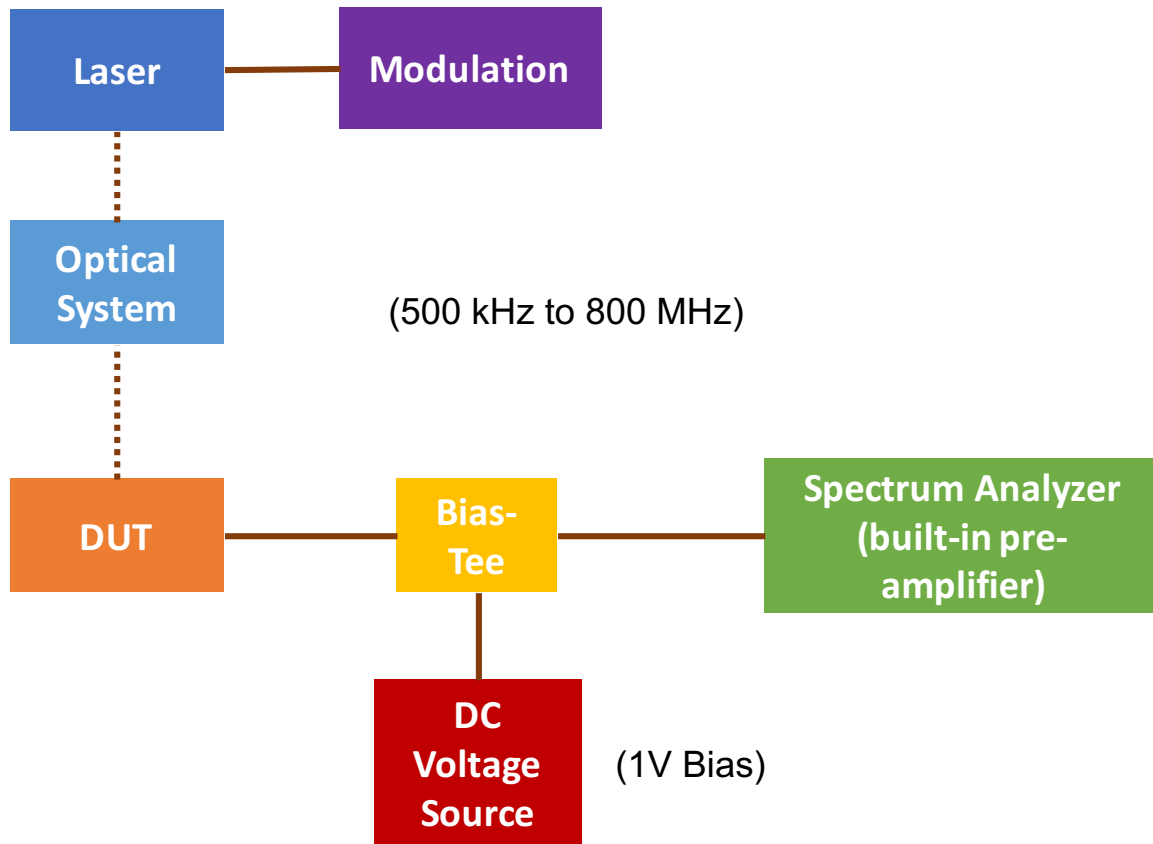 Laser
Modulation
Optical
System
(500 kHz to 800 MHz)
DUT
Bias-
Tee
Spectrum Analyzer
(built-in pre-
amplifier)
DC
Voltage
Source
(1V Bias)